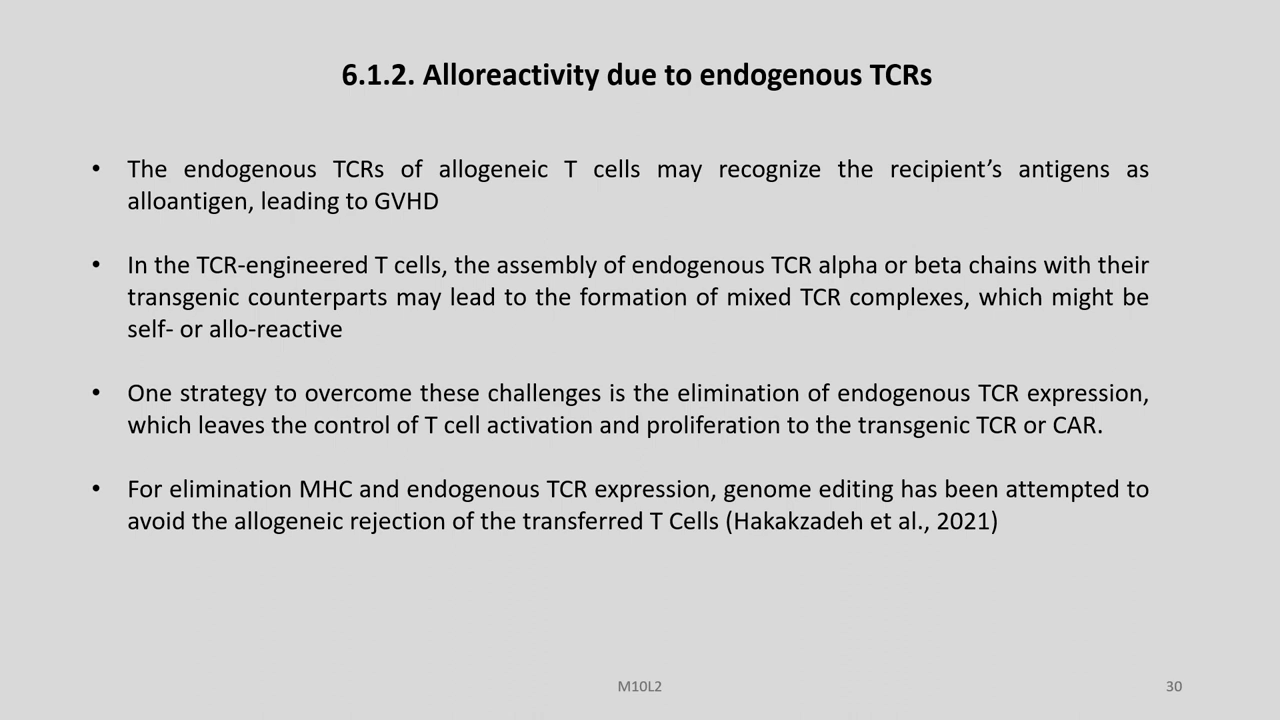 6.1.2. Alloreactivity due to endogenous TCRs
• The endogenous TCRs of allogeneic T cells may recognize the recipient’s antigens as
alloantigen, leading to GVHD
• In the TCR-engineered T cells, the assembly of endogenous TCR alpha or beta chains with their
transgenic counterparts may lead to the formation of mixed TCR complexes, which might be
self- or allo-reactive
• One strategy to overcome these challenges is the elimination of endogenous TCR expression,
which leaves the control of T cell activation and proliferation to the transgenic TCR or CAR.
• For elimination MHC and endogenous TCR expression, genome editing has been attempted to
avoid the allogeneic rejection of the transferred T Cells (Hakakzadeh et al., 2021)
M10L2
30